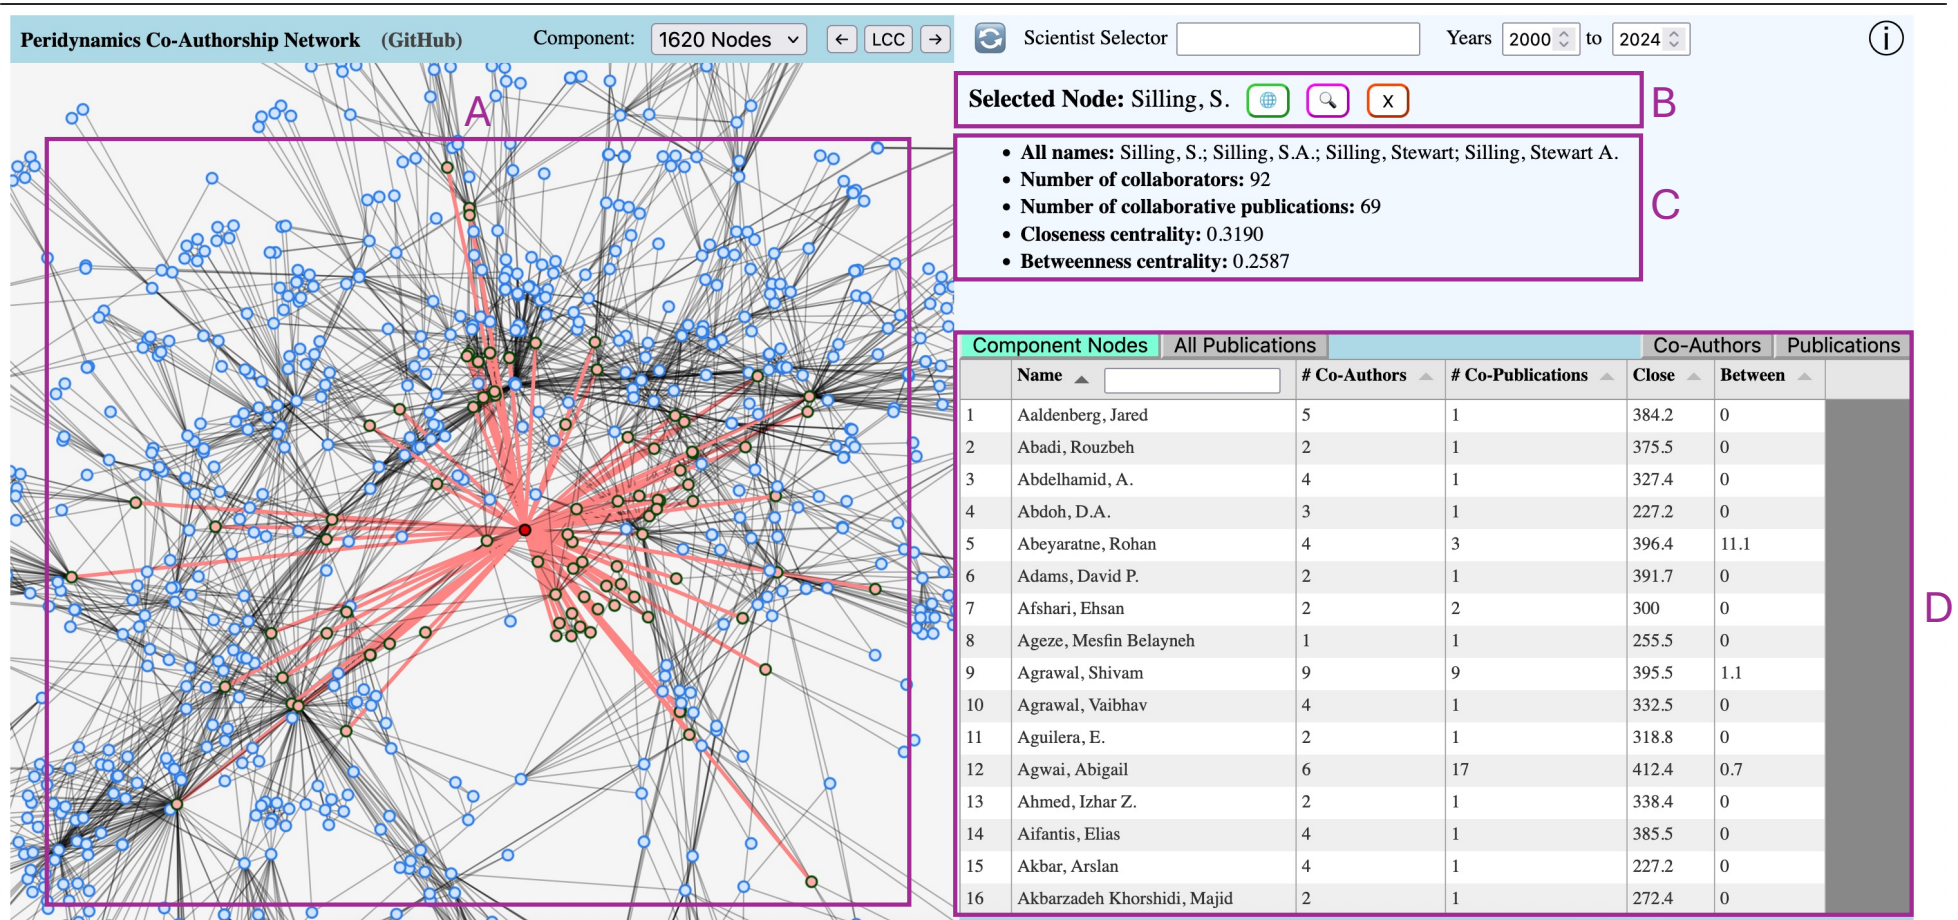 Peridynamics Co-Authorship Network (GitHub) Component: 1620 Nodes ← LCC → Scientist Selector Years 2000 to 2024 i
A
Selected Node: Silling, S. X
B
• All names: Silling, S.; Silling, S.A.; Silling, Stewart; Silling, Stewart A.
• Number of collaborators: 92
• Number of collaborative publications: 69
• Closeness centrality: 0.3190
• Betweenness centrality: 0.2587
C
Component Nodes All Publications Co-Authors Publications
Name # Co-Authors # Co-Publications Close Between
1 Aaldenberg, Jared 5 1 384.2 0
2 Abadi, Rouzbeh 2 1 375.5 0
3 Abdelhamid, A. 4 1 327.4 0
4 Abdoh, D.A. 3 1 227.2 0
5 Abeyaratne, Rohan 4 3 396.4 11.1
6 Adams, David P. 2 1 391.7 0
7 Afshari, Ehsan 2 2 300 0
8 Ageze, Mesfin Belayneh 1 1 255.5 0
9 Agrawal, Shivam 9 9 395.5 1.1
10 Agrawal, Vaibhav 4 1 332.5 0
11 Aguilera, E. 2 1 318.8 0
12 Agwai, Abigail 6 17 412.4 0.7
13 Ahmed, Izhar Z. 2 1 338.4 0
14 Aifantis, Elias 4 1 385.5 0
15 Akbar, Arslan 4 1 227.2 0
16 Akbarzadeh Khorshidi, Majid 2 1 272.4 0
D